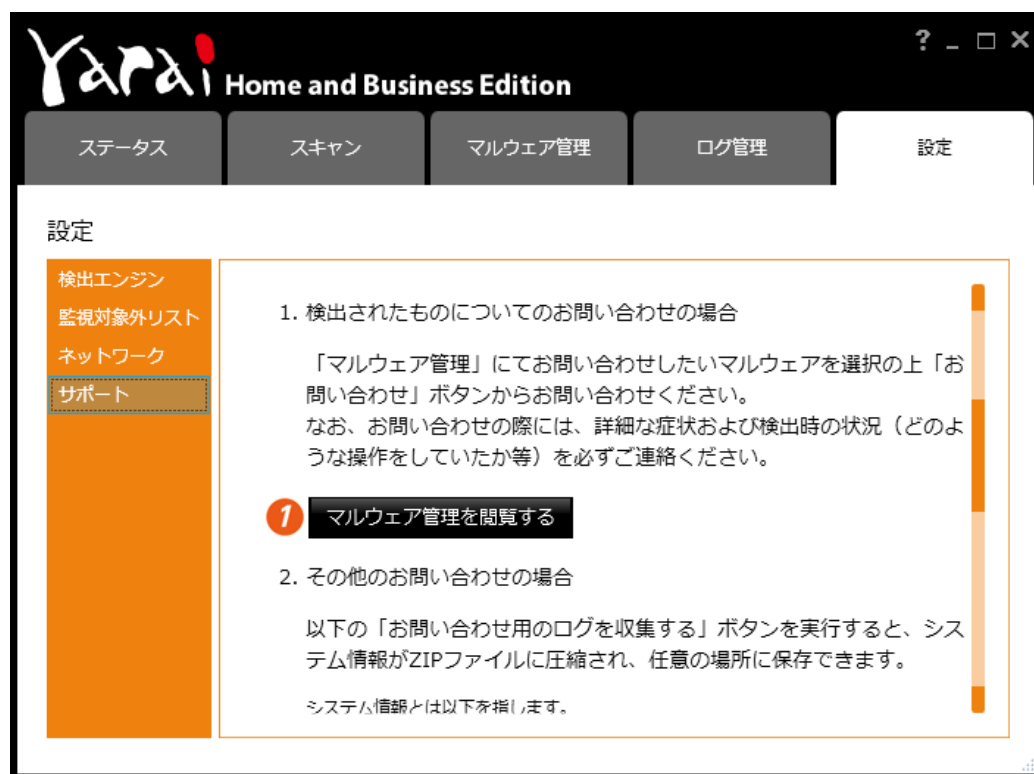 Yarai Home and Business Edition
? _ □ ×
ステータス
スキャン
マルウェア管理
ログ管理
設定
設定
検出エンジン
監視対象外リスト
ネットワーク
サポート
1. 検出されたものについてのお問い合わせの場合
「マルウェア管理」にてお問い合わせしたいマルウェアを選択の上「お
問い合わせ」ボタンからお問い合わせください。
なお、お問い合わせの際には、詳細な症状および検出時の状況（どのよ
うな操作をしていたか等）を必ずご連絡ください。
1 マルウェア管理を閲覧する
2. その他のお問い合わせの場合
以下の「お問い合わせ用のログを収集する」ボタンを実行すると、シス
テム情報がZIPファイルに圧縮され、任意の場所に保存できます。
システム情報とは以下を指します。